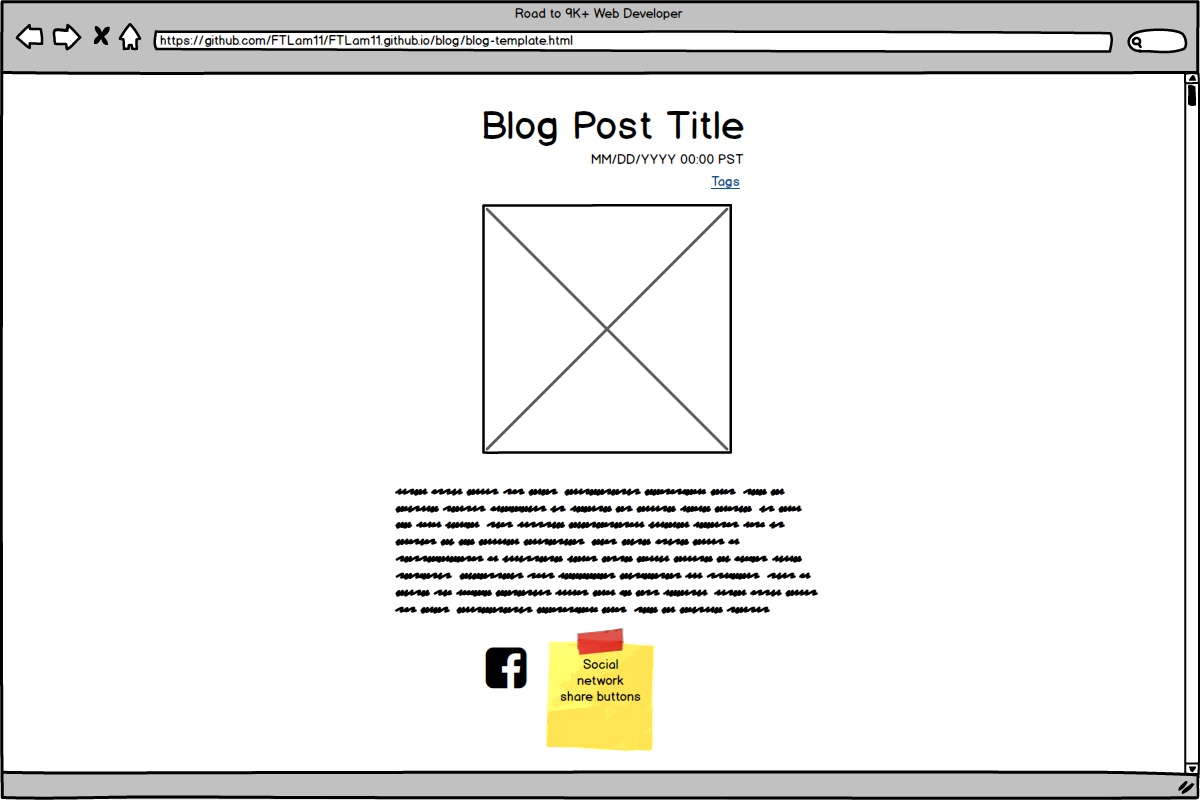 Road to 9K+ Web Developer
https://github.com/FTLam11/FTLam11.github.io/blog/blog-template.html
Blog Post Title
MM/DD/YYYY 00:00 PST
Tags
Social
network
share buttons